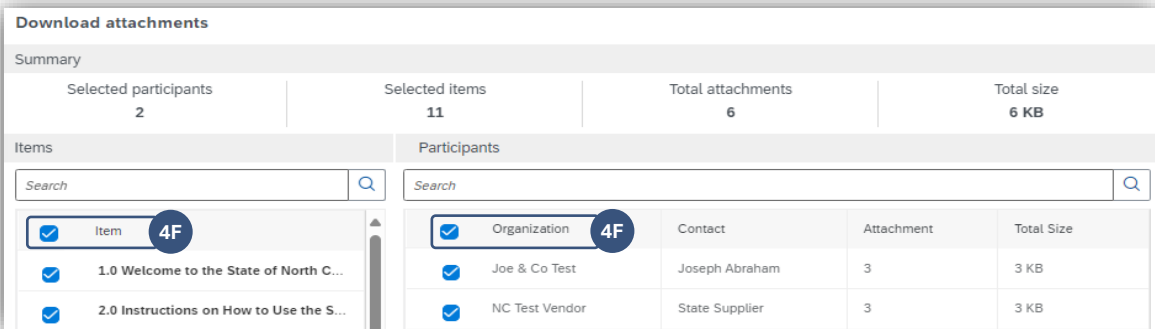 Download attachments
Summary
Selected participants Selected items Total attachments Total size
2 11 6 6 KB
Items Participants
Search Search
Item 4F Organization 4F Contact Attachment Total Size
1.0 Welcome to the State of North C... Joe & Co Test Joseph Abraham 3 3 KB
2.0 Instructions on How to Use the S... NC Test Vendor State Supplier 3 3 KB